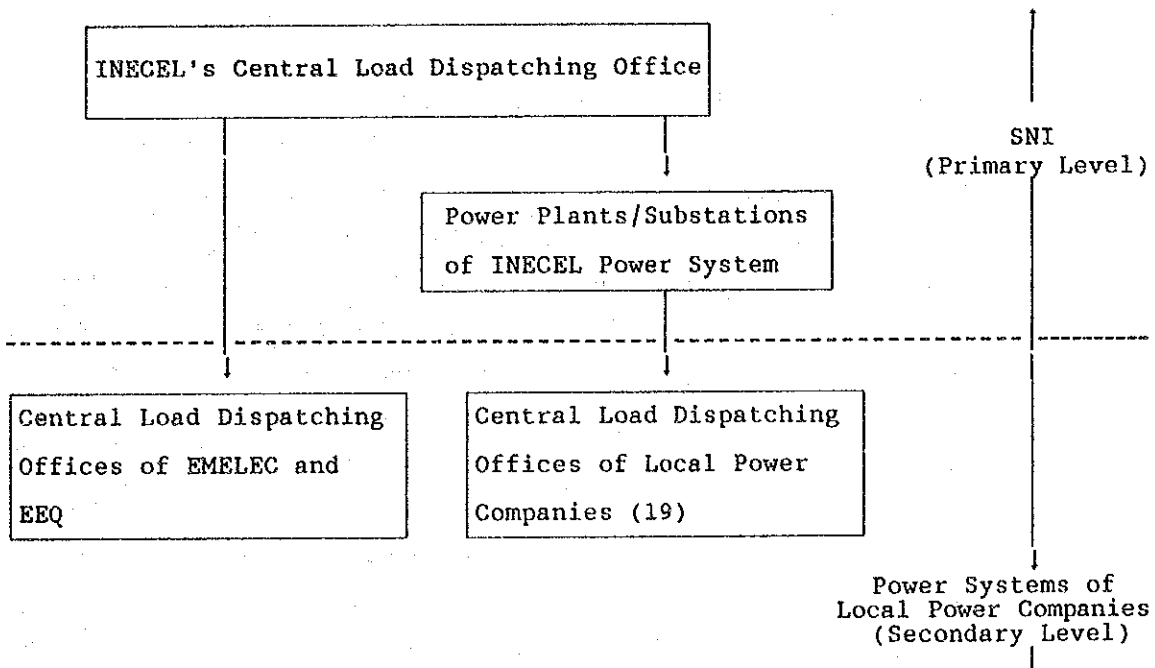 INECEL's Central Load Dispatching Office
SNI
(Primary Level)
Power Plants/Substations
of INECEL Power System
Central Load Dispatching
Offices of EMELEC and
EEQ
Central Load Dispatching
Offices of Local Power
Companies (19)
Power Systems of
Local Power Companies
(Secondary Level)